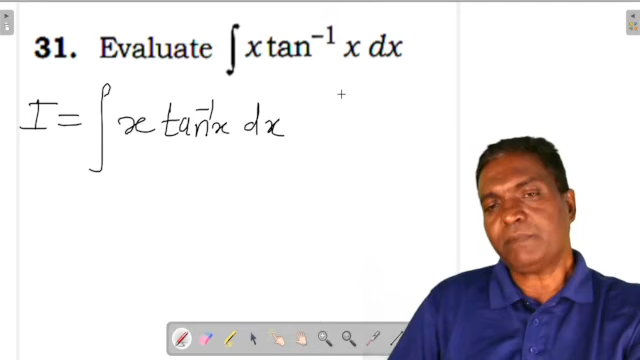 31. Evaluate ∫ x tan⁻¹ x dx
I = ∫ x tan⁻¹x dx